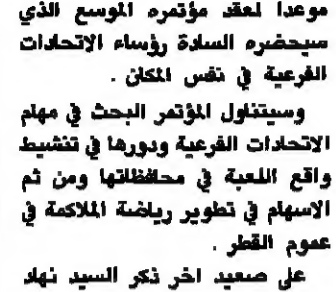 موعدا لعقد مؤتمره الموسع الذي
سيحضره السادة رؤساء الاتحادات
الفرعية في نفس المكان .
وسيتناول المؤتمر البحث في مهام
الاتحادات الفرعية ودورها في تنشيط
واقع اللعبة في محافظاتها ومن ثم
الاسهام في تطوير رياضة الملاكمة في
عموم القطر .
على صعيد اخر ذكر السيد نهاد